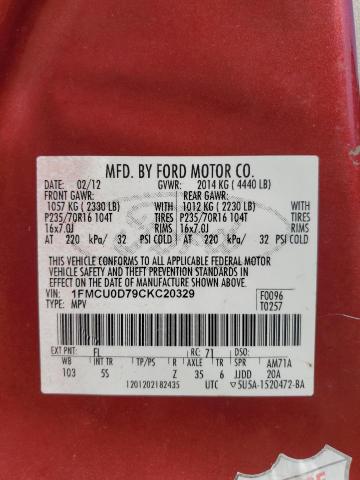 MFD. BY FORD MOTOR CO.
DATE: 02/12 GVWR: 2014 KG ( 4440 LB)
FRONT GAWR: REAR GAWR:
1057 KG ( 2330 LB) WITH 1012 KG ( 2230 LB) WITH
P235/70R16 104T TIRES P235/70R16 104T TIRES
16x7.0J RIMS 16x7.0J RIMS
AT 220 kPa/ 32 PSI COLD AT 220 kPa/ 32 PSI COLD
THIS VEHICLE CONFORMS TO ALL APPLICABLE FEDERAL MOTOR
VEHICLE SAFETY AND THEFT PREVENTION STANDARDS IN
EFFECT ON THE DATE OF MANUFACTURE SHOWN ABOVE.
VIN: 1FMCU0D79CKC20329 F0096
TYPE: MPV T0257
EXT PNT: FL RC: 71 DSO:
WB INT TR TP/PS R AXLE TR SPR AM71A
103 5S Z 35 6 JJDD 20A
1201202182435 UTC 5U5A-1520472-BA